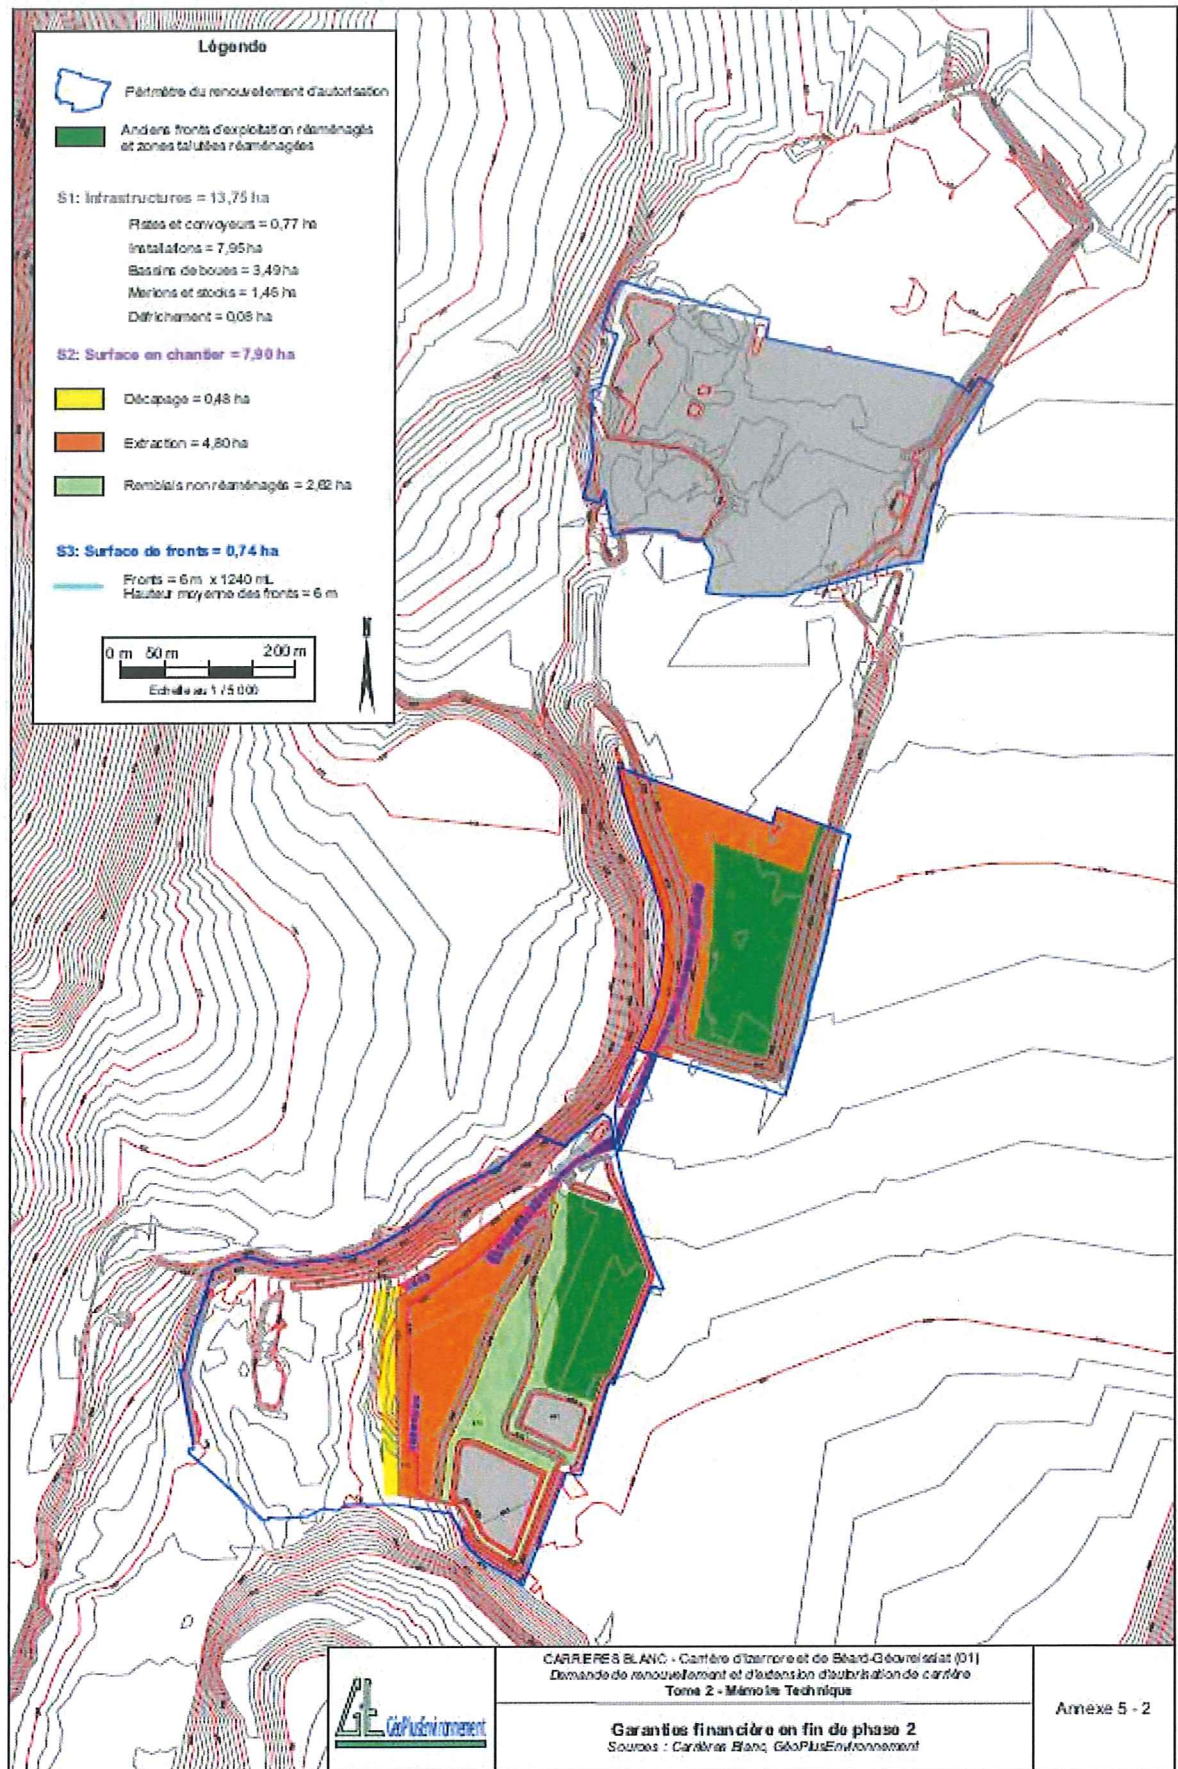 Légende
Périmètre du renouvellement d'autorisation
Anciens fronts d'exploitation réaménagés
et zones talutées réaménagées
S1: Infrastructures = 13,75 ha
Pistes et convoyeurs = 0,77 ha
Installations = 7,95 ha
Bassins de boues = 3,49 ha
Merlons et stocks = 1,46 ha
Défrichement = 0,08 ha
S2: Surface en chantier = 7,90 ha
Décapage = 0,48 ha
Extraction = 4,80 ha
Remblais non réaménagés = 2,62 ha
S3: Surface de fronts = 0,74 ha
Fronts = 6 m x 1240 mL
Hauteur moyenne des fronts = 6 m
N
0 m 50 m 200 m
Echelle au 1 / 5 000
GéoPlusEnvironnement
CARRIERES BLANC - Carrière d'Izernore et de Béard-Géovreissiat (01)
Demande de renouvellement et d'extension d'autorisation de carrière
Tome 2 - Mémoire Technique
Garanties financière en fin de phase 2
Sources : Carrières Blanc, GéoPlusEnvironnement
Annexe 5 - 2